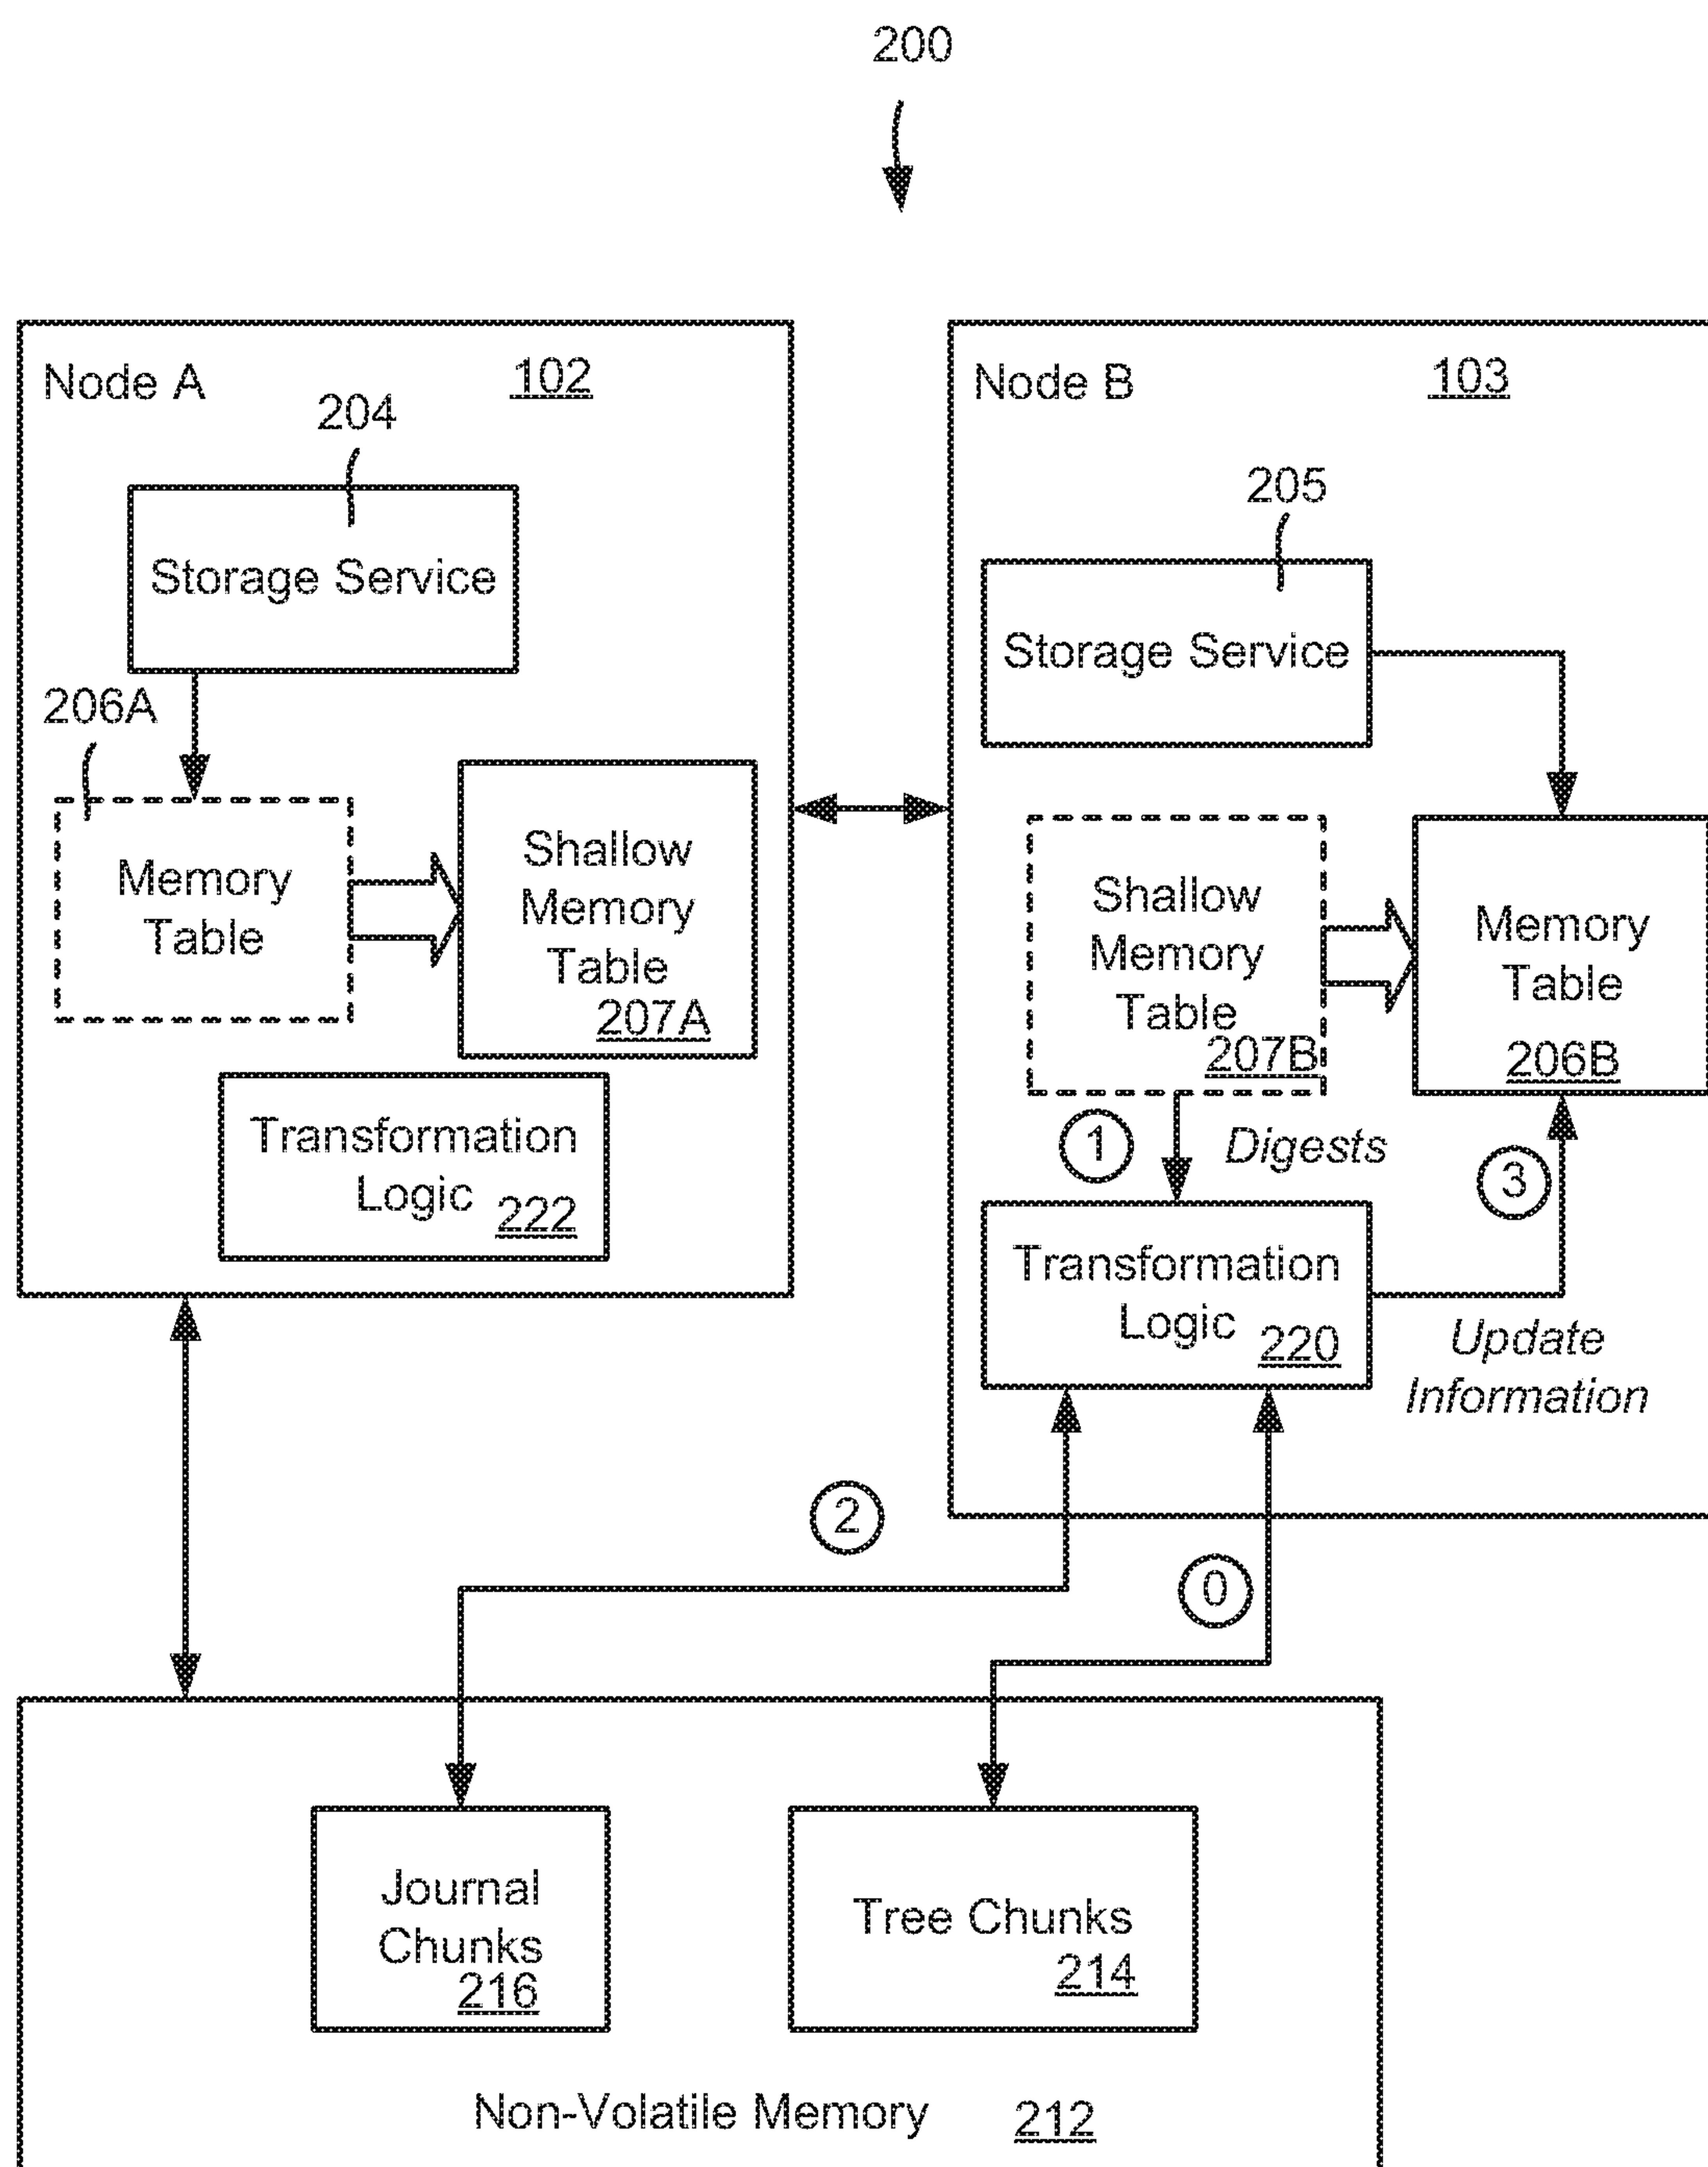 200
Node A 102
204
Storage Service
206A
Memory
Table
Shallow
Memory
Table
207A
Transformation
Logic 222
Node B 103
205
Storage Service
Shallow
Memory
Table
207B
Memory
Table
206B
1 Digests
3
Transformation
Logic 220
Update
Information
2
0
Journal
Chunks
216
Tree Chunks
214
Non-Volatile Memory 212